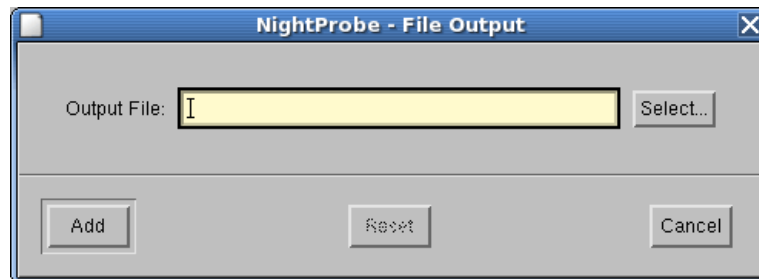 NightProbe - File Output
Output File:
Select...
Add
Reset
Cancel